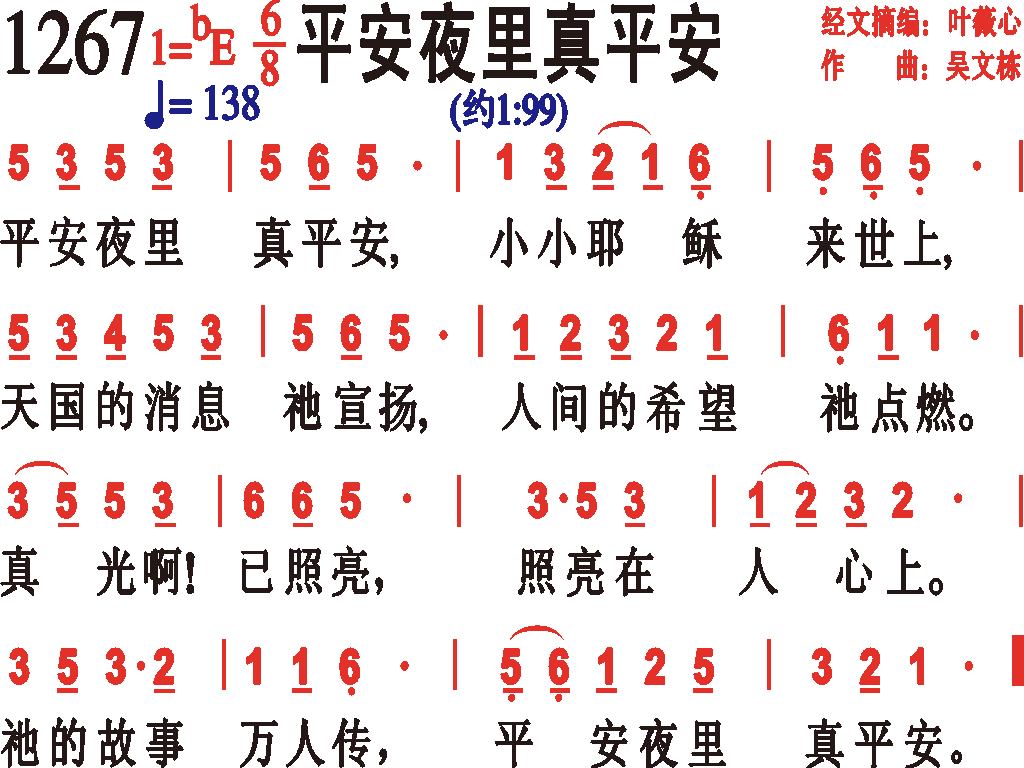 1267 1=♭E 6/8 平安夜里真平安 经文摘编：叶薇心
♩= 138 (约1:99) 作 曲：吴文栋
5 3 5 3 | 5 6 5 · | 1 3 2 1 6 | 5 6 5 · |
平安夜里 真平安, 小小耶 稣 来世上,
5 3 4 5 3 | 5 6 5 · | 1 2 3 2 1 | 6 1 1 · |
天国的消息 祂宣扬, 人间的希望 祂点燃。
3 5 5 3 | 6 6 5 · | 3·5 3 | 1 2 3 2 · |
真 光啊! 已照亮， 照亮在 人 心上。
3 5 3·2 | 1 1 6 · | 5 6 1 2 5 | 3 2 1 ·
祂的故事 万人传， 平 安夜里 真平安。